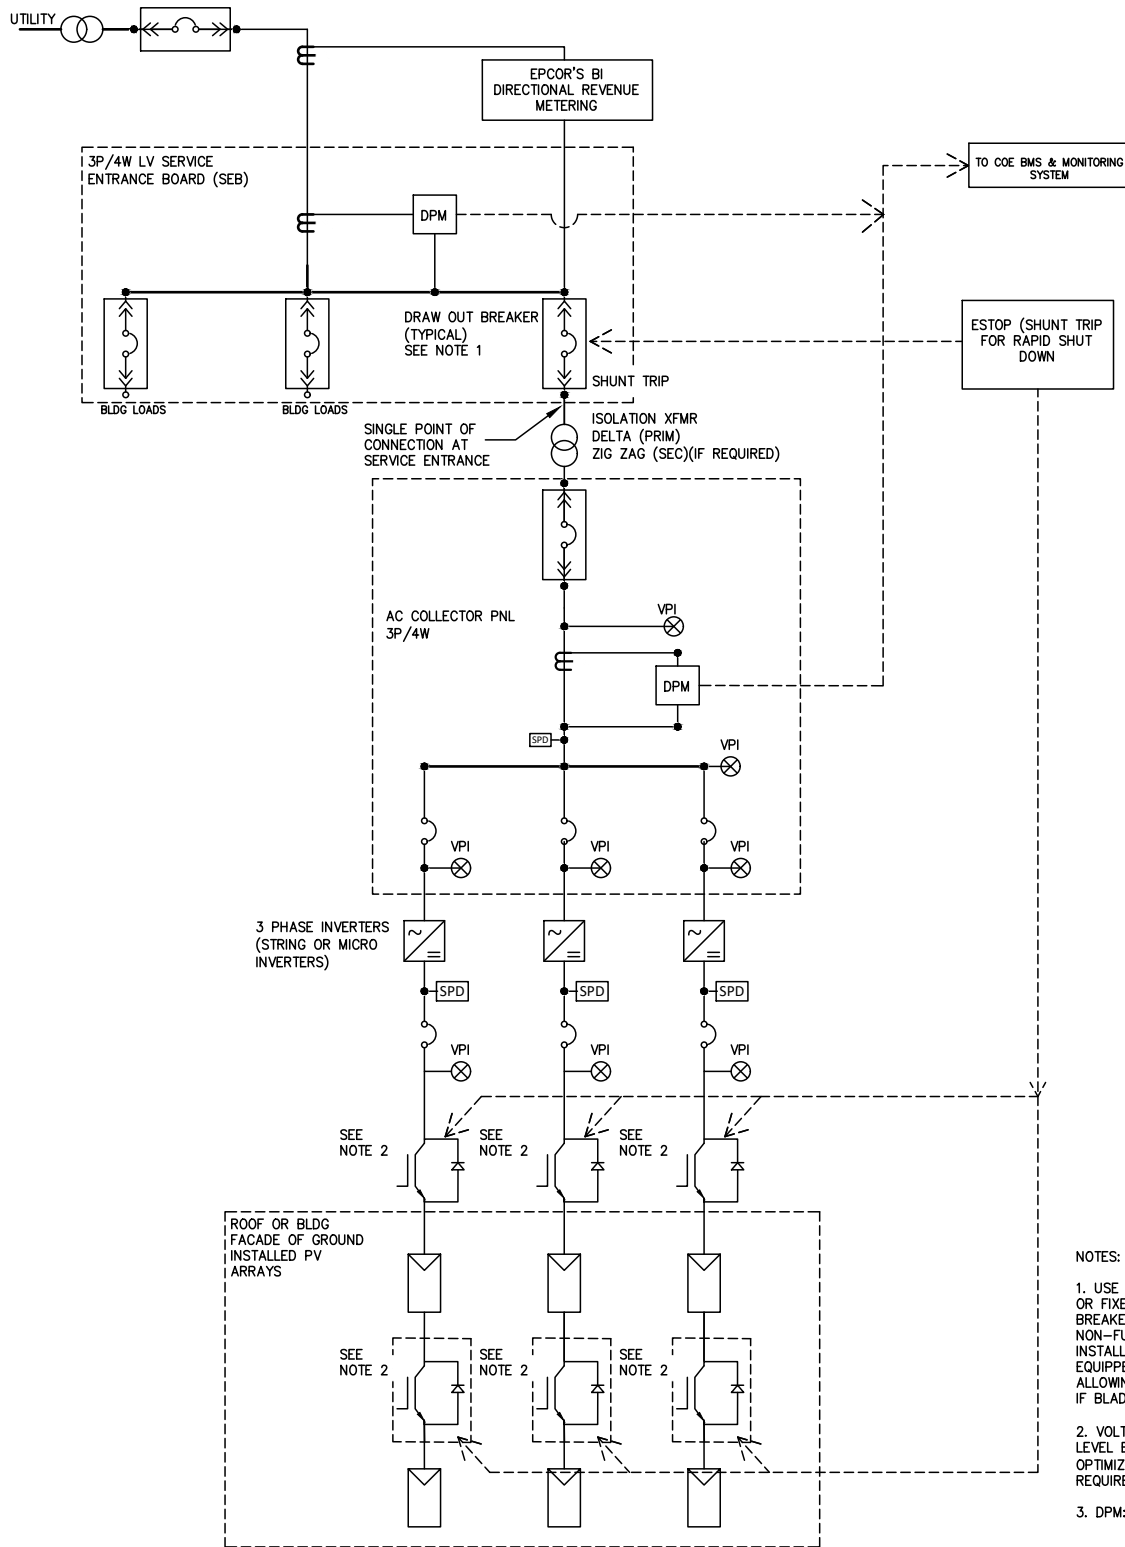 UTILITY
EPCOR'S BI
DIRECTIONAL REVENUE
METERING
3P/4W LV SERVICE
ENTRANCE BOARD (SEB)
TO COE BMS & MONITORING
SYSTEM
DPM
DRAW OUT BREAKER
(TYPICAL)
SEE NOTE 1
ESTOP (SHUNT TRIP
FOR RAPID SHUT
DOWN
SHUNT TRIP
BLDG LOADS
BLDG LOADS
SINGLE POINT OF
CONNECTION AT
SERVICE ENTRANCE
ISOLATION XFMR
DELTA (PRIM)
ZIG ZAG (SEC)(IF REQUIRED)
AC COLLECTOR PNL
3P/4W
VPI
DPM
SPD
VPI
VPI
VPI
VPI
3 PHASE INVERTERS
(STRING OR MICRO
INVERTERS)
SPD
SPD
SPD
VPI
VPI
VPI
SEE
NOTE 2
SEE
NOTE 2
SEE
NOTE 2
ROOF OR BLDG
FACADE OF GROUND
INSTALLED PV
ARRAYS
SEE
NOTE 2
SEE
NOTE 2
SEE
NOTE 2
NOTES:
1. USE
OR FIXE
BREAKE
NON-FU
INSTALL
EQUIPPE
ALLOWIN
IF BLAD
2. VOLT
LEVEL E
OPTIMIZ
REQUIRE
3. DPM: